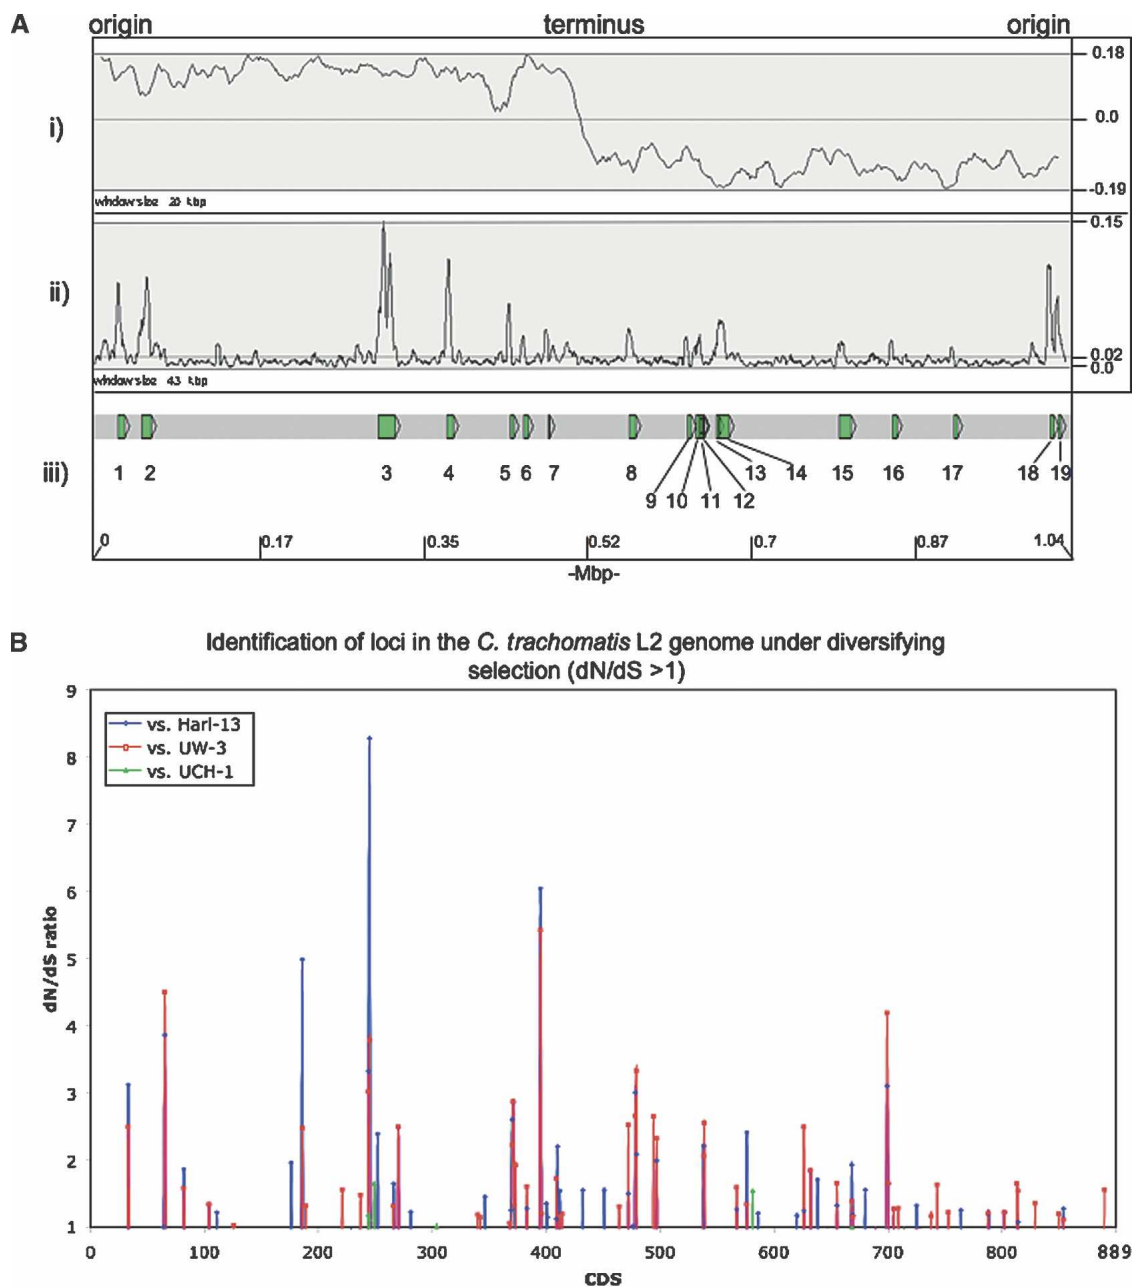 A
origin terminus origin
0.18
i)
0.0
-0.19
window size 20 kbp
0.15
ii)
0.02
0.0
window size 43 kbp
iii)
1 2 3 4 5 6 7 8 13 14 15 16 17 18 19
9 10 11 12
0 0.17 0.35 0.52 0.7 0.87 1.04
-Mbp-
B
Identification of loci in the C. trachomatis L2 genome under diversifying
selection (dN/dS >1)
9
vs. Harl-13
vs. UW-3
vs. UCH-1
8
7
6
5
4
3
2
1
dN/dS ratio
0 100 200 300 400 500 600 700 800 889
CDS